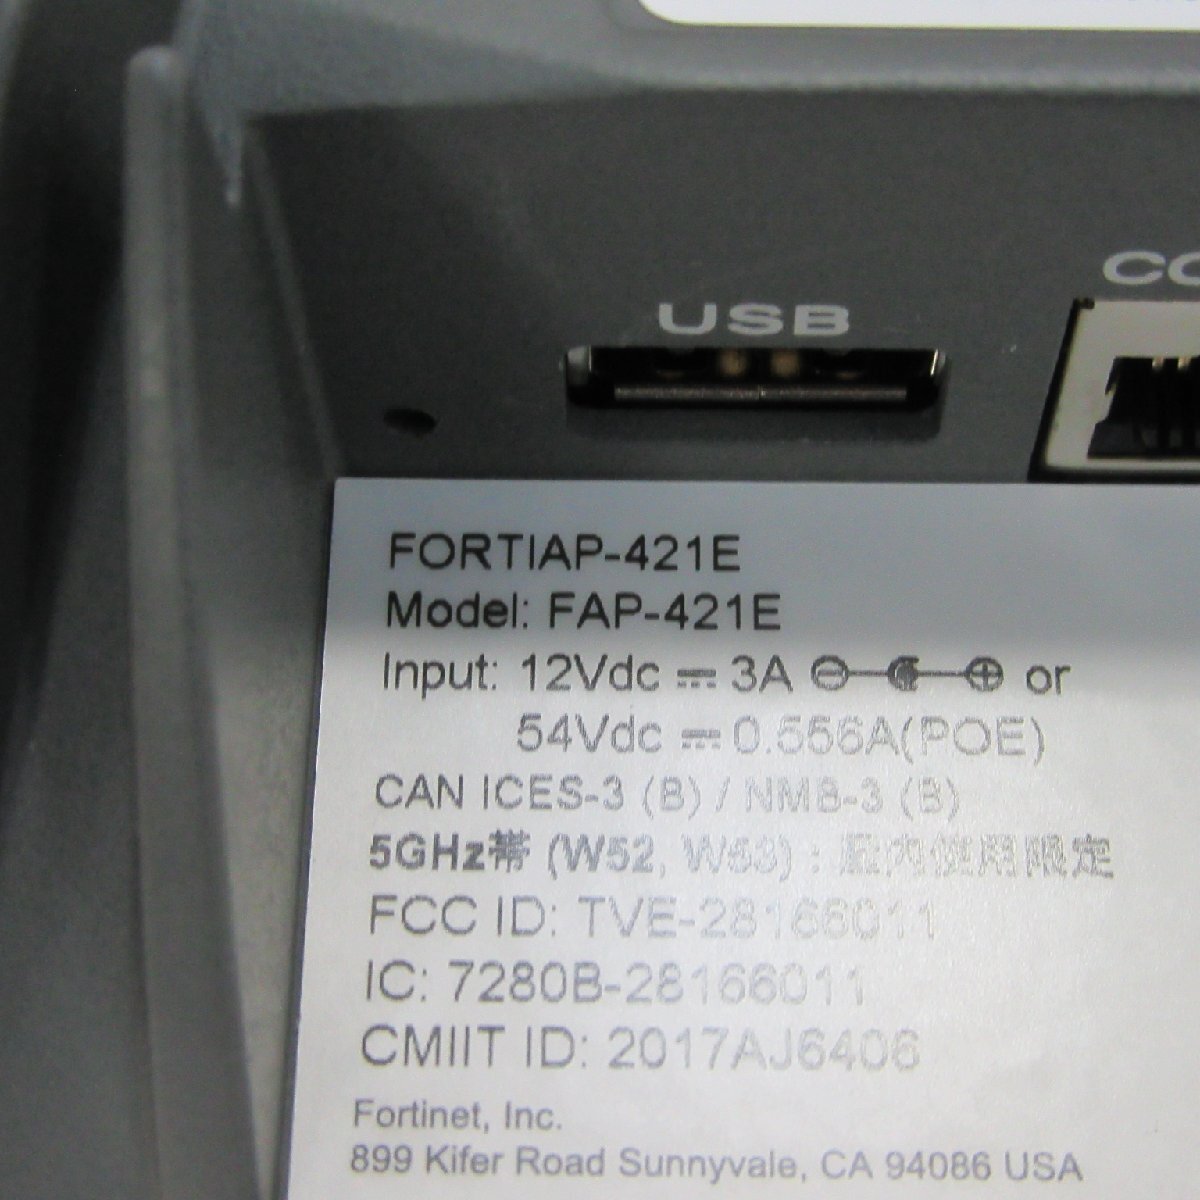 USB
CO
FORTIAP-421E
Model: FAP-421E
Input: 12Vdc ⎓ 3A ⊖-⊕ or
54Vdc ⎓ 0.556A(POE)
CAN ICES-3 (B) / NMB-3 (B)
5GHz帯 (W52, W53) : 屋内使用限定
FCC ID: TVE-28166011
IC: 7280B-28166011
CMIIT ID: 2017AJ6406
Fortinet, Inc.
899 Kifer Road Sunnyvale, CA 94086 USA